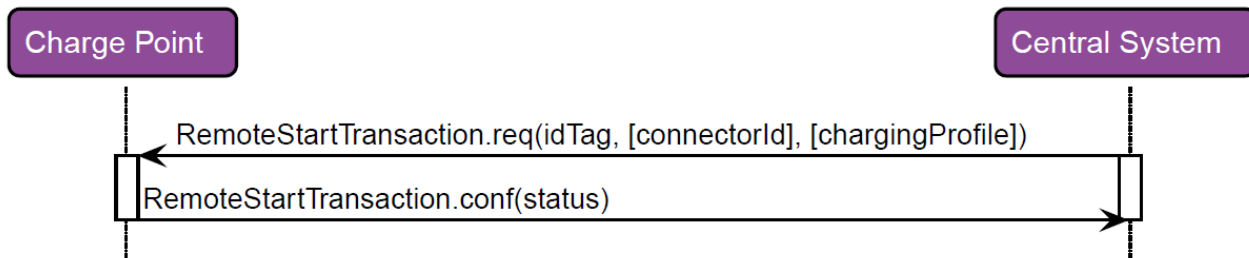 Charge Point
Central System
RemoteStartTransaction.req(idTag, [connectorId], [chargingProfile])
RemoteStartTransaction.conf(status)